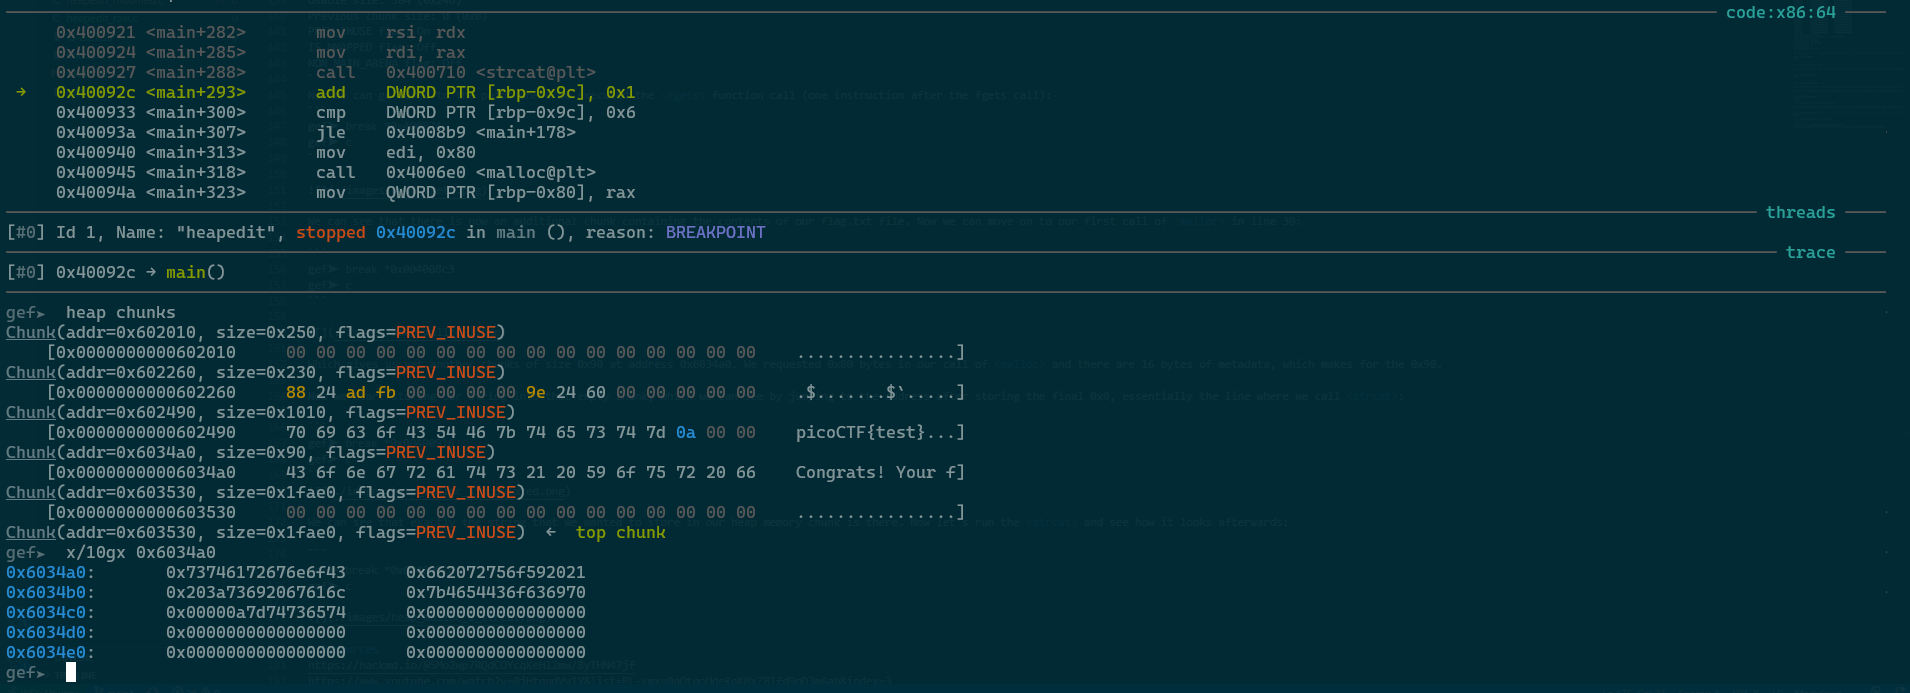 code:x86:64
0x400921 <main+282> mov rsi, rdx
0x400924 <main+285> mov rdi, rax
0x400927 <main+288> call 0x400710 <strcat@plt>
→ 0x40092c <main+293> add DWORD PTR [rbp-0x9c], 0x1
0x400933 <main+300> cmp DWORD PTR [rbp-0x9c], 0x6
0x40093a <main+307> jle 0x4008b9 <main+178>
0x400940 <main+313> mov edi, 0x80
0x400945 <main+318> call 0x4006e0 <malloc@plt>
0x40094a <main+323> mov QWORD PTR [rbp-0x80], rax
threads
[#0] Id 1, Name: "heapedit", stopped 0x40092c in main (), reason: BREAKPOINT
trace
[#0] 0x40092c → main()
gef➤ heap chunks
Chunk(addr=0x602010, size=0x250, flags=PREV_INUSE)
[0x0000000000602010 00 00 00 00 00 00 00 00 00 00 00 00 00 00 00 00 ................]
Chunk(addr=0x602260, size=0x230, flags=PREV_INUSE)
[0x0000000000602260 88 24 ad fb 00 00 00 00 9e 24 60 00 00 00 00 00 .$.......$`.....]
Chunk(addr=0x602490, size=0x1010, flags=PREV_INUSE)
[0x0000000000602490 70 69 63 6f 43 54 46 7b 74 65 73 74 7d 0a 00 00 picoCTF{test}...]
Chunk(addr=0x6034a0, size=0x90, flags=PREV_INUSE)
[0x00000000006034a0 43 6f 6e 67 72 61 74 73 21 20 59 6f 75 72 20 66 Congrats! Your f]
Chunk(addr=0x603530, size=0x1fae0, flags=PREV_INUSE)
[0x0000000000603530 00 00 00 00 00 00 00 00 00 00 00 00 00 00 00 00 ................]
Chunk(addr=0x603530, size=0x1fae0, flags=PREV_INUSE) ← top chunk
gef➤ x/10gx 0x6034a0
0x6034a0: 0x73746172676e6f43 0x662072756f592021
0x6034b0: 0x203a73692067616c 0x7b4654436f636970
0x6034c0: 0x00000a7d74736574 0x0000000000000000
0x6034d0: 0x0000000000000000 0x0000000000000000
0x6034e0: 0x0000000000000000 0x0000000000000000
gef➤